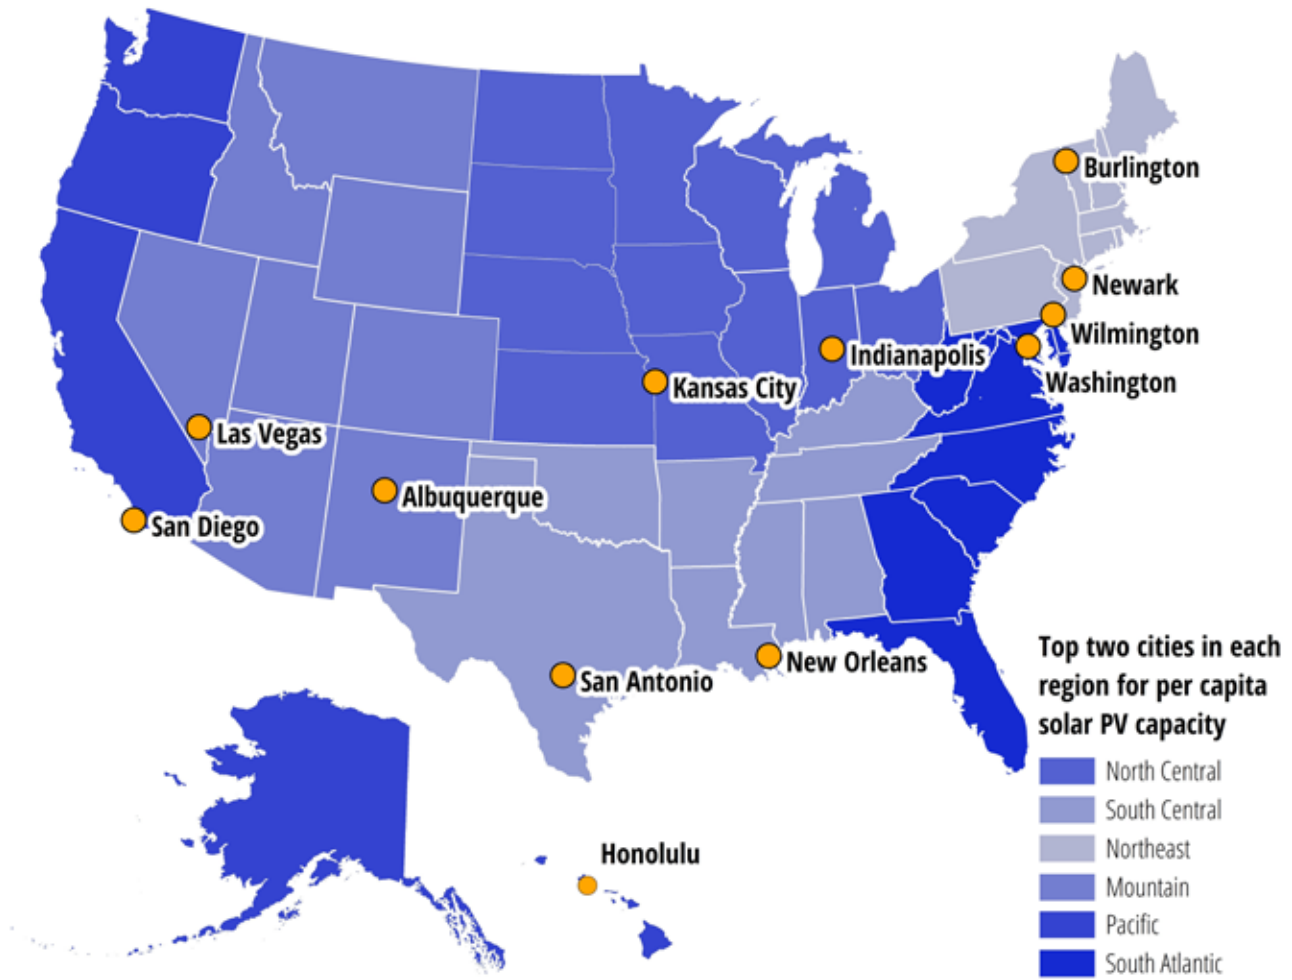 Burlington
Newark
Wilmington
Washington
Indianapolis
Kansas City
Las Vegas
Albuquerque
San Diego
New Orleans
San Antonio
Honolulu
Top two cities in each
region for per capita
solar PV capacity
North Central
South Central
Northeast
Mountain
Pacific
South Atlantic